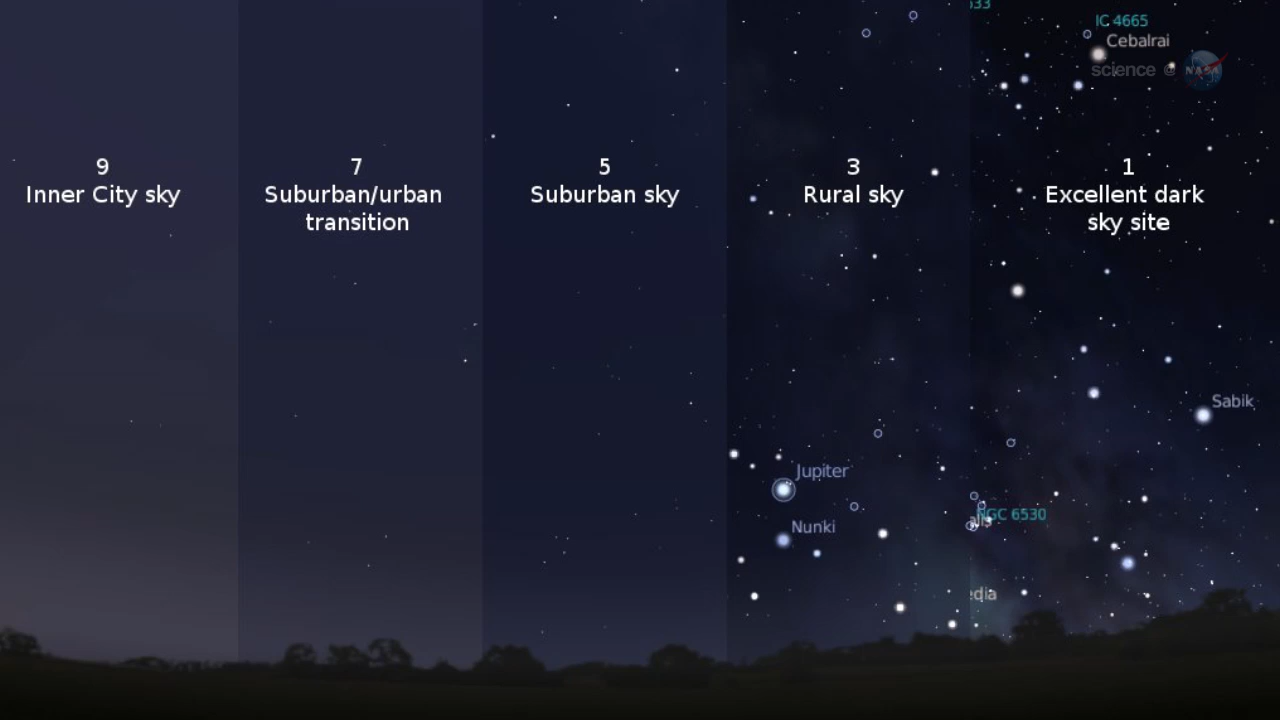 IC 4665
Cebalrai
science @ NASA
9
Inner City sky
7
Suburban/urban
transition
5
Suburban sky
3
Rural sky
1
Excellent dark
sky site
Sabik
Jupiter
NGC 6530
Nunki